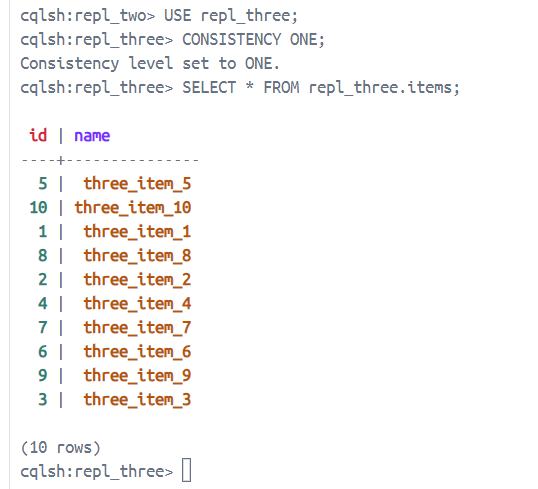 cqlsh:repl_two> USE repl_three;
cqlsh:repl_three> CONSISTENCY ONE;
Consistency level set to ONE.
cqlsh:repl_three> SELECT * FROM repl_three.items;

 id | name
----+---------------
  5 |  three_item_5
 10 | three_item_10
  1 |  three_item_1
  8 |  three_item_8
  2 |  three_item_2
  4 |  three_item_4
  7 |  three_item_7
  6 |  three_item_6
  9 |  three_item_9
  3 |  three_item_3

(10 rows)
cqlsh:repl_three>